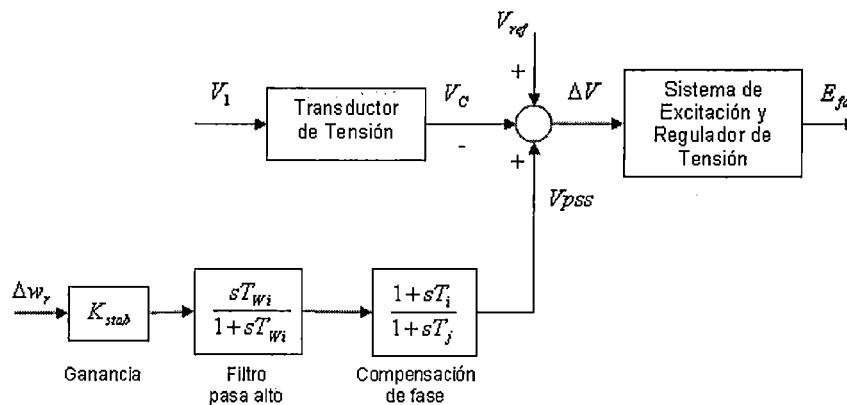 V_ref
+
V_1
Transductor
de Tensión
V_C
-
+
ΔV
Sistema de
Excitación y
Regulador de
Tensión
E_fd
Vpss
Δw_r
K_stab
sT_Wi
1+sT_Wi
1+sT_i
1+sT_j
Ganancia
Filtro
pasa alto
Compensación
de fase